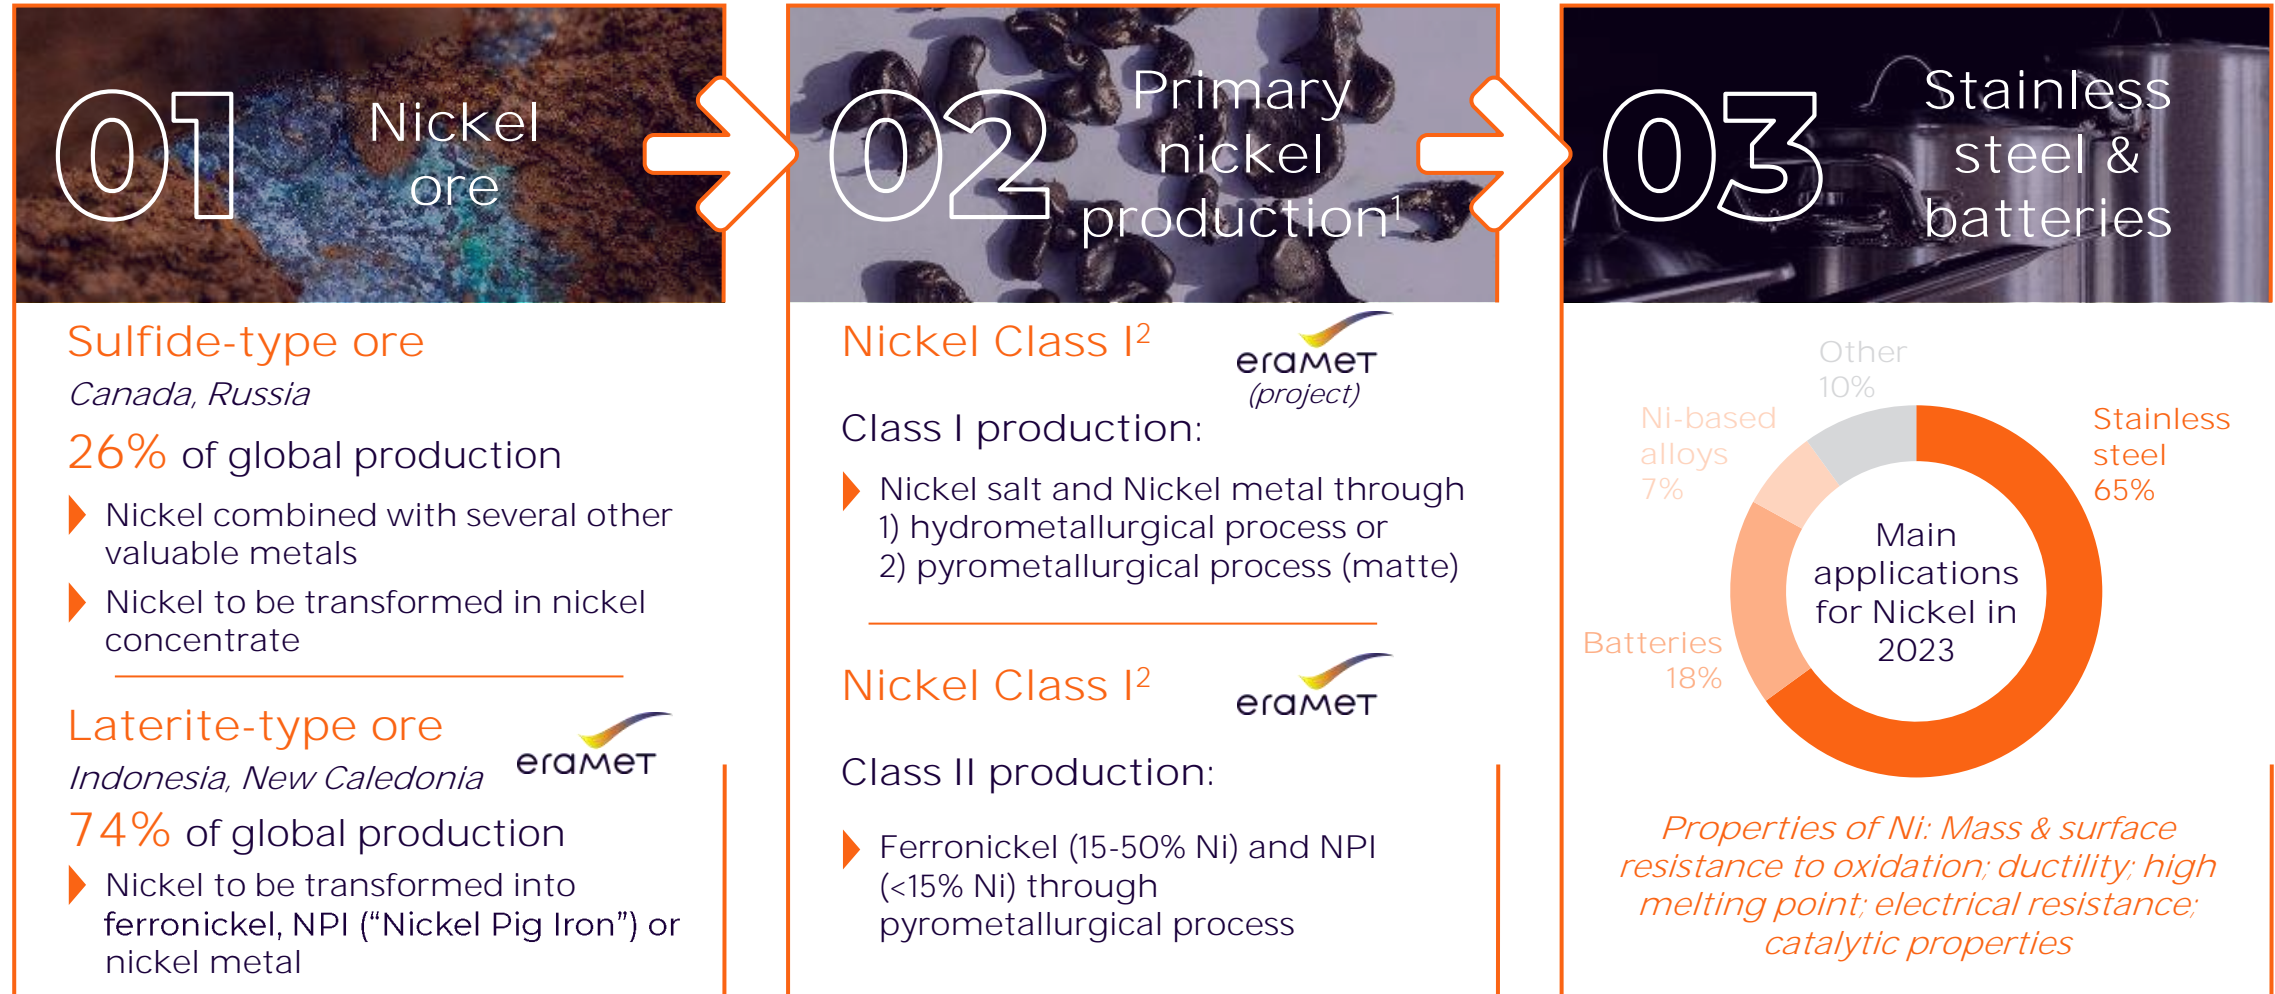 01
Nickel
ore
Sulfide-type ore
Canada, Russia
26% of global production
Nickel combined with several other
valuable metals
Nickel to be transformed in nickel
concentrate
Laterite-type ore
eramet
Indonesia, New Caledonia
74% of global production
Nickel to be transformed into
ferronickel, NPI (“Nickel Pig Iron”) or
nickel metal
02
Primary
nickel
production¹
Nickel Class I²
eramet
(project)
Class I production:
Nickel salt and Nickel metal through
1) hydrometallurgical process or
2) pyrometallurgical process (matte)
Nickel Class I²
eramet
Class II production:
Ferronickel (15-50% Ni) and NPI
(<15% Ni) through
pyrometallurgical process
03
Stainless
steel &
batteries
Other
10%
Ni-based
alloys
7%
Stainless
steel
65%
Batteries
18%
Main
applications
for Nickel in
2023
Properties of Ni: Mass & surface
resistance to oxidation; ductility; high
melting point; electrical resistance;
catalytic properties